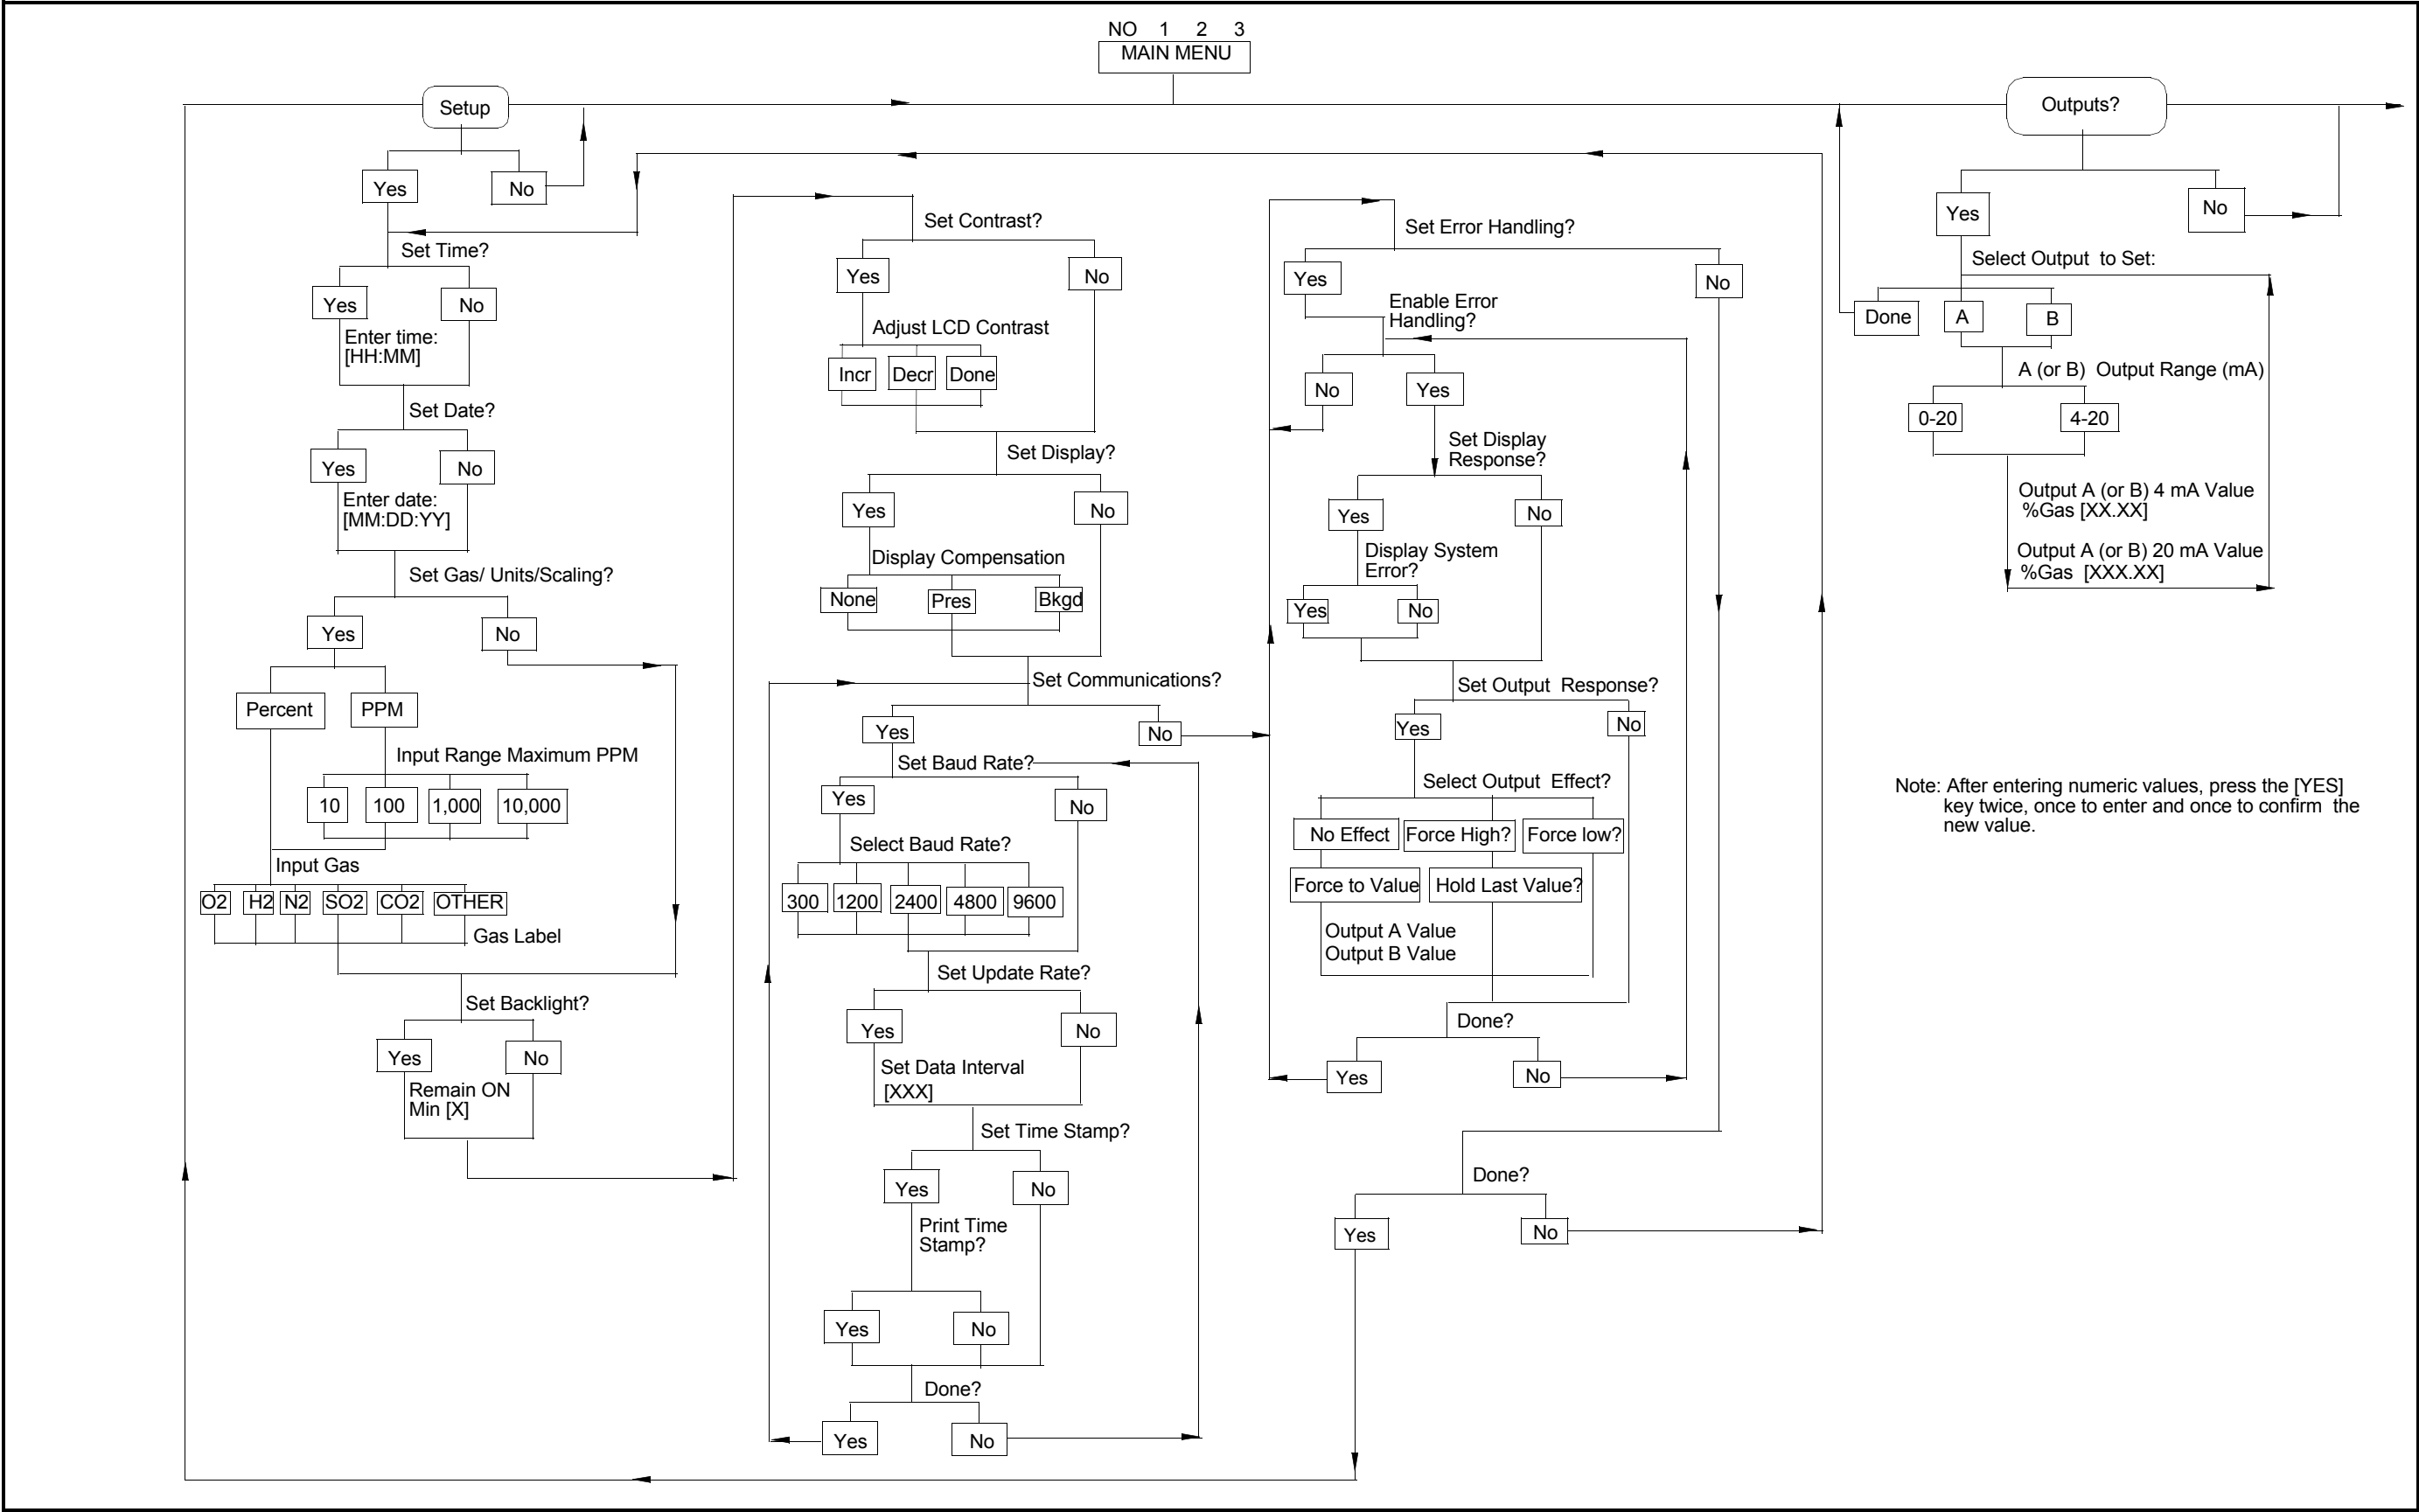 NO 1 2 3
MAIN MENU
Setup
Yes
No
Set Time?
Yes
No
Enter time:
[HH:MM]
Set Date?
Yes
No
Enter date:
[MM:DD:YY]
Set Gas/ Units/Scaling?
Yes
No
Percent
PPM
Input Range Maximum PPM
10
100
1,000
10,000
Input Gas
O2
H2
N2
SO2
CO2
OTHER
Gas Label
Set Backlight?
Yes
No
Remain ON
Min [X]
Set Contrast?
Yes
No
Adjust LCD Contrast
Incr
Decr
Done
Set Display?
Yes
No
Display Compensation
None
Pres
Bkgd
Set Communications?
Yes
No
Set Baud Rate?
Yes
No
Select Baud Rate?
300
1200
2400
4800
9600
Set Update Rate?
Yes
No
Set Data Interval
[XXX]
Set Time Stamp?
Yes
No
Print Time
Stamp?
Yes
No
Done?
Yes
No
Set Error Handling?
Yes
No
Enable Error
Handling?
No
Yes
Set Display
Response?
Yes
No
Display System
Error?
Yes
No
Set Output Response?
Yes
No
Select Output Effect?
No Effect
Force High?
Force low?
Force to Value
Hold Last Value?
Output A Value
Output B Value
Done?
Yes
No
Done?
Yes
No
Outputs?
Yes
No
Select Output to Set:
Done
A
B
A (or B) Output Range (mA)
0-20
4-20
Output A (or B) 4 mA Value
%Gas [XX.XX]
Output A (or B) 20 mA Value
%Gas [XXX.XX]
Note: After entering numeric values, press the [YES]
key twice, once to enter and once to confirm the
new value.